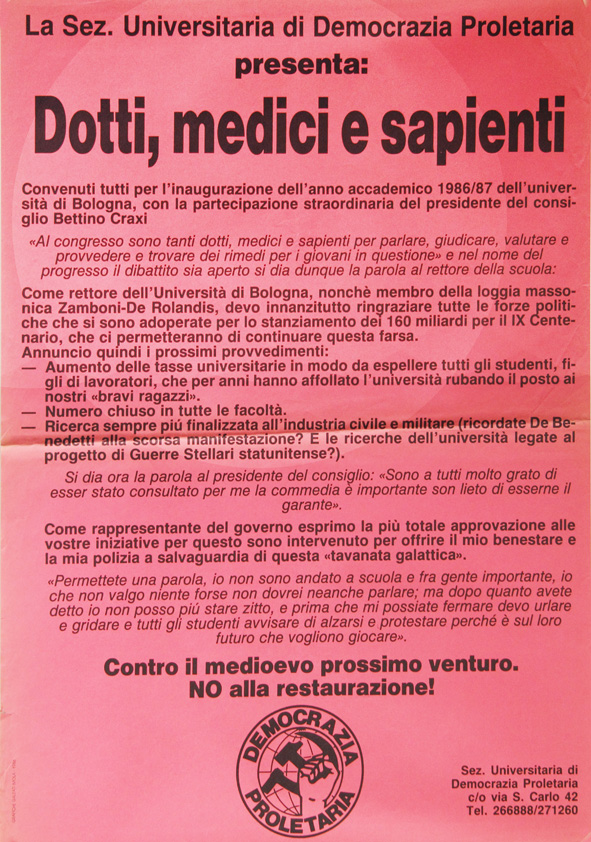 La Sez. Universitaria di Democrazia Proletaria
presenta:
Dotti, medici e sapienti
Convenuti tutti per l'inaugurazione dell'anno accademico 1986/87 dell'univer-
sità di Bologna, con la partecipazione straordinaria del presidente del consi-
glio Bettino Craxi
«Al congresso sono tanti dotti, medici e sapienti per parlare, giudicare, valutare e
provvedere e trovare dei rimedi per i giovani in questione» e nel nome del
progresso il dibattito sia aperto si dia dunque la parola al rettore della scuola:
Come rettore dell'Università di Bologna, nonchè membro della loggia masso-
nica Zamboni-De Rolandis, devo innanzitutto ringraziare tutte le forze politi-
che che si sono adoperate per lo stanziamento dei 160 miliardi per il IX Cente-
nario, che ci permetteranno di continuare questa farsa.
Annuncio quindi i prossimi provvedimenti:
— Aumento delle tasse universitarie in modo da espellere tutti gli studenti, fi-
gli di lavoratori, che per anni hanno affollato l'università rubando il posto ai
nostri «bravi ragazzi».
— Numero chiuso in tutte le facoltà.
— Ricerca sempre piú finalizzata all'industria civile e militare (ricordate De Be-
nedetti alla scorsa manifestazione? E le ricerche dell'università legate al
progetto di Guerre Stellari statunitense?).
Si dia ora la parola al presidente del consiglio: «Sono a tutti molto grato di
esser stato consultato per me la commedia è importante son lieto di esserne il
garante».
Come rappresentante del governo esprimo la più totale approvazione alle
vostre iniziative per questo sono intervenuto per offrire il mio benestare e
la mia polizia a salvaguardia di questa «tavanata galattica».
«Permettete una parola, io non sono andato a scuola e fra gente importante, io
che non valgo niente forse non dovrei neanche parlare; ma dopo quanto avete
detto io non posso piú stare zitto, e prima che mi possiate fermare devo urlare
e gridare e tutti gli studenti avvisare di alzarsi e protestare perché è sul loro
futuro che vogliono giocare».
Contro il medioevo prossimo venturo.
NO alla restaurazione!
DEMOCRAZIA
PROLETARIA
Sez. Universitaria di
Democrazia Proletaria
c/o via S. Carlo 42
Tel. 266888/271260